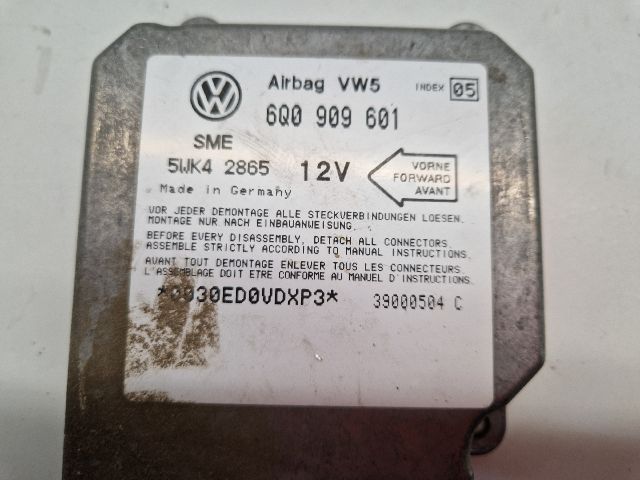 Airbag VW5 INDEX 05
6Q0 909 601
SME
5WK4 2865 12V
VORNE
FORWARD
AVANT
Made in Germany
VOR JEDER DEMONTAGE ALLE STECKVERBINDUNGEN LOESEN.
MONTAGE NUR NACH EINBAUANWEISUNG.
BEFORE EVERY DISASSEMBLY, DETACH ALL CONNECTORS.
ASSEMBLE STRICTLY ACCORDING TO MANUAL INSTRUCTIONS.
AVANT TOUT DEMONTAGE ENLEVER TOUS LES CONNECTEURS.
L'ASSEMBLAGE DOIT ETRE CONFORME AU MANUEL D'INSTRUCTIONS.
39000504 C